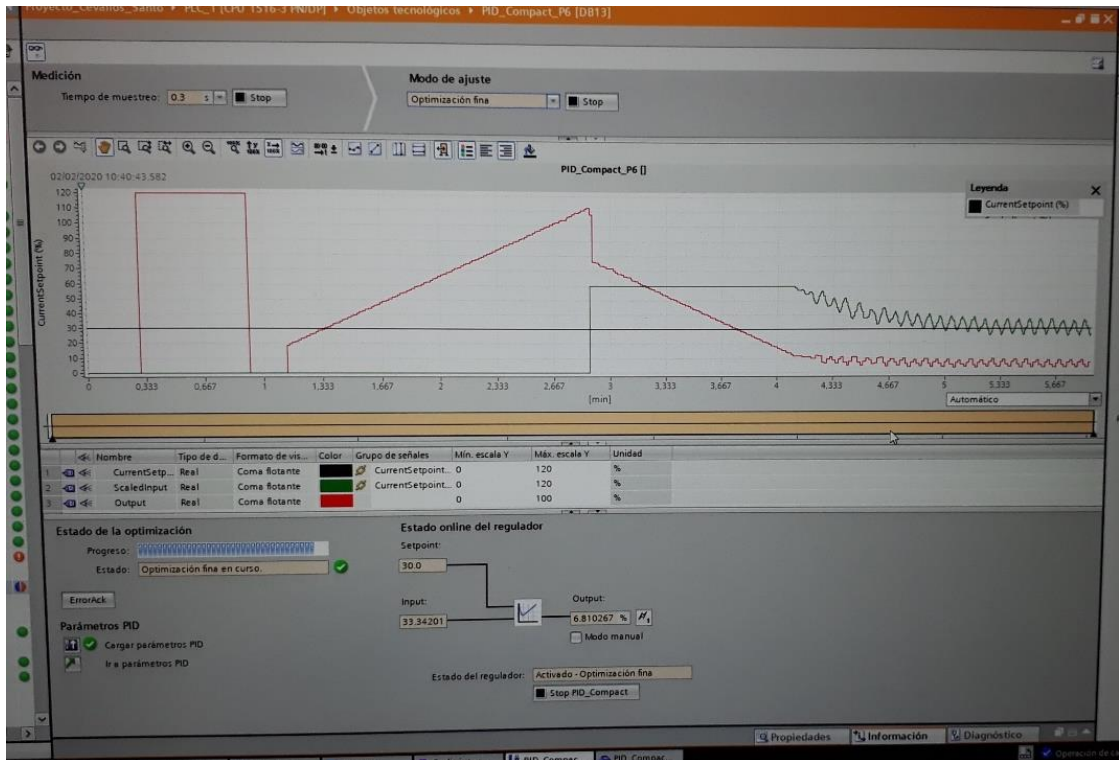 Proyecto_Cevallos_Santo ▸ PLC_1 [CPU 1516-3 PN/DP] ▸ Objetos tecnológicos ▸ PID_Compact_P6 [DB13]
Medición
Modo de ajuste
Tiempo de muestreo: 0.3 s Stop
Optimización fina Stop
PID_Compact_P6 []
02/02/2020 10:40:43.582
Leyenda
CurrentSetpoint (%)
CurrentSetpoint (%)
120
110
100
90
80
70
60
50
40
30
20
10
0
0 0,333 0,667 1 1,333 1,667 2 2,333 2,667 3 3,333 3,667 4 4,333 4,667 5 5,333 5,667
[min]
Automático
Nombre Tipo de d... Formato de vis... Color Grupo de señales Mín. escala Y Máx. escala Y Unidad
1 CurrentSetp... Real Coma flotante CurrentSetpoint... 0 120 %
2 ScaledInput Real Coma flotante CurrentSetpoint... 0 120 %
3 Output Real Coma flotante 0 100 %
Estado de la optimización
Progreso:
Estado: Optimización fina en curso.
ErrorAck
Parámetros PID
Cargar parámetros PID
Ir a parámetros PID
Estado online del regulador
Setpoint:
30.0
Input:
33.34201
Output:
6.810267 %
Modo manual
Estado del regulador: Activado - Optimización fina
Stop PID_Compact
Propiedades Información Diagnóstico
PID_Compac... PID_Compac...